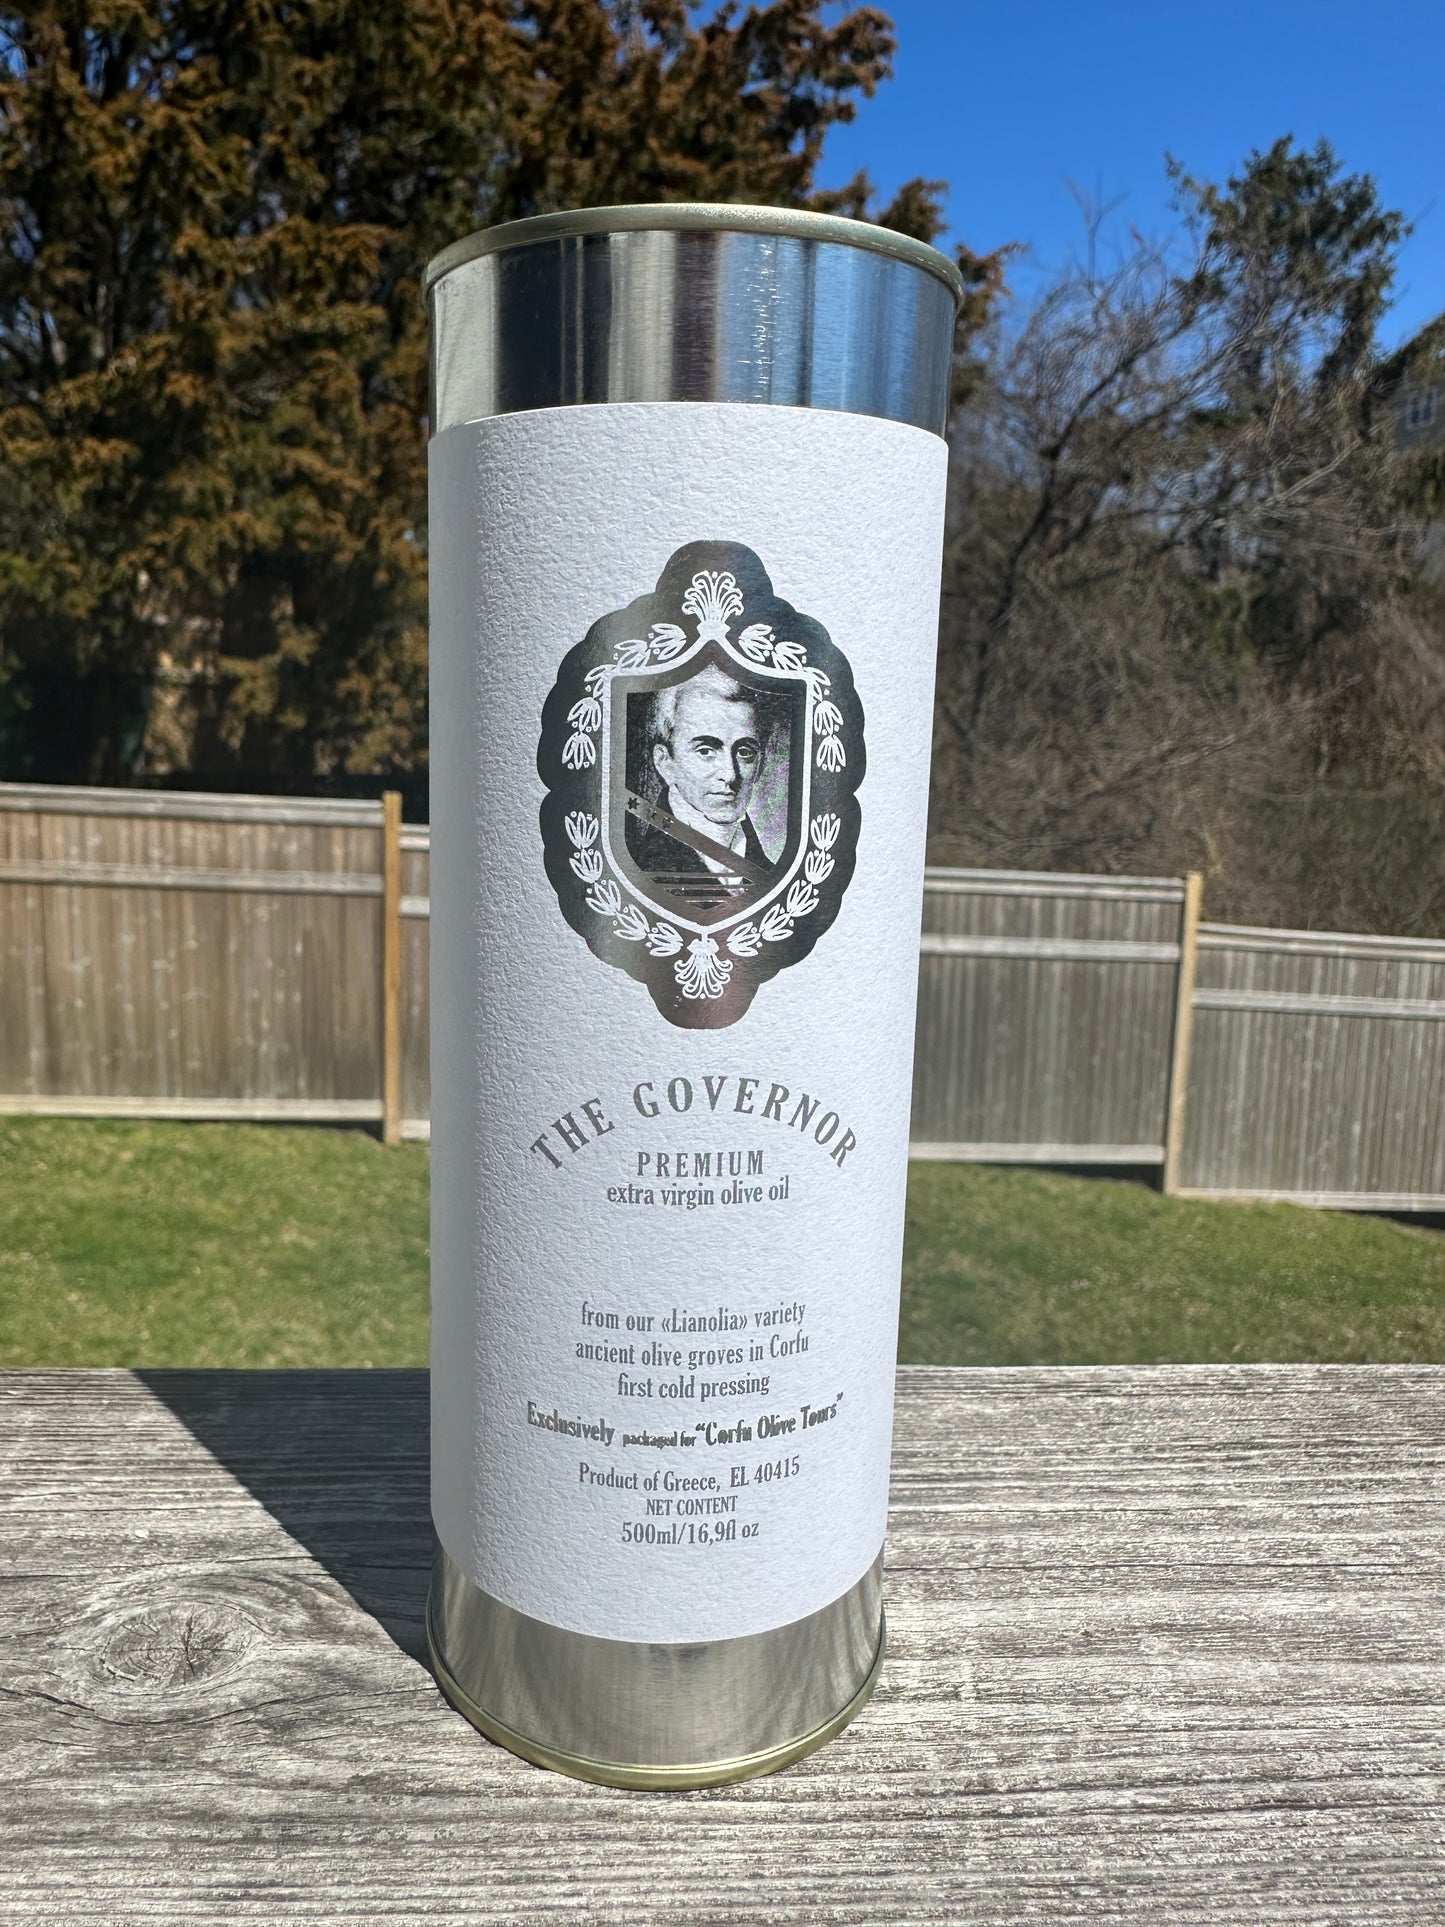 THE GOVERNOR
PREMIUM
extra virgin olive oil
from our «Lianolia» variety
ancient olive groves in Corfu
first cold pressing
Exclusively packaged for “Corfu Olive Tours”
Product of Greece, EL 40415
NET CONTENT
500ml/16,9fl oz